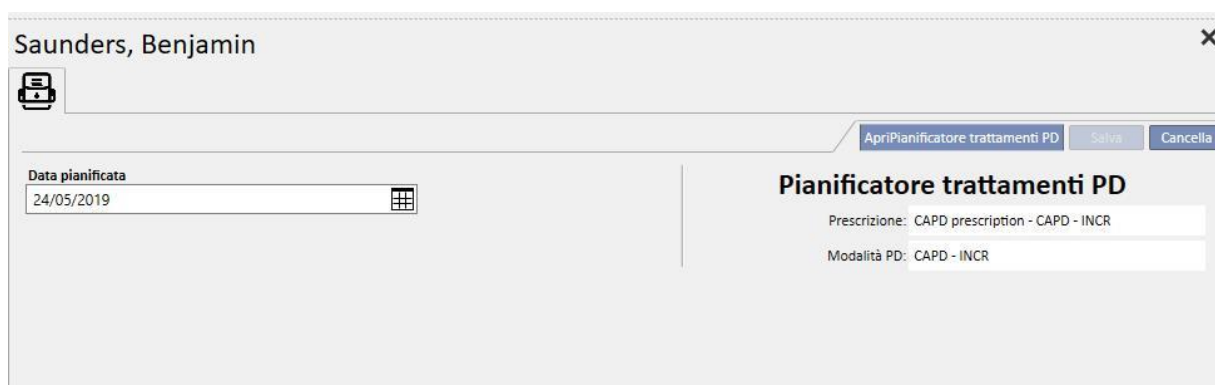 Saunders, Benjamin
ApriPianificatore trattamenti PD Salva Cancella
Data pianificata
24/05/2019
Pianificatore trattamenti PD
Prescrizione: CAPD prescription - CAPD - INCR
Modalità PD: CAPD - INCR